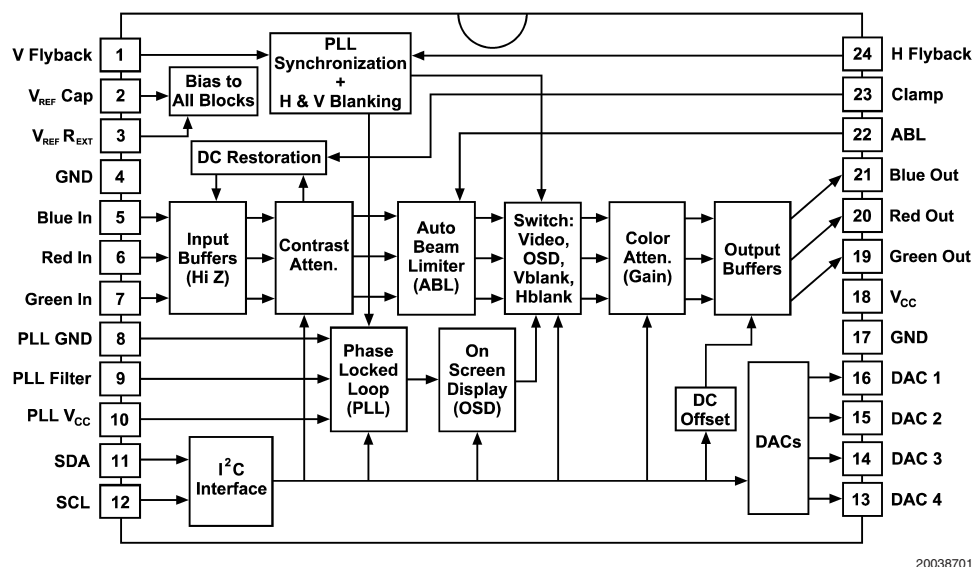 V Flyback
1
V_REF Cap
2
V_REF R_EXT
3
GND
4
Blue In
5
Red In
6
Green In
7
PLL GND
8
PLL Filter
9
PLL V_CC
10
SDA
11
SCL
12
PLL
Synchronization
+
H & V Blanking
Bias to
All Blocks
DC Restoration
Input
Buffers
(Hi Z)
Contrast
Atten.
Auto
Beam
Limiter
(ABL)
Switch:
Video,
OSD,
Vblank,
Hblank
Color
Atten.
(Gain)
Output
Buffers
Phase
Locked
Loop
(PLL)
On
Screen
Display
(OSD)
DC
Offset
DACs
I²C
Interface
24
H Flyback
23
Clamp
22
ABL
21
Blue Out
20
Red Out
19
Green Out
18
V_CC
17
GND
16
DAC 1
15
DAC 2
14
DAC 3
13
DAC 4
20038701